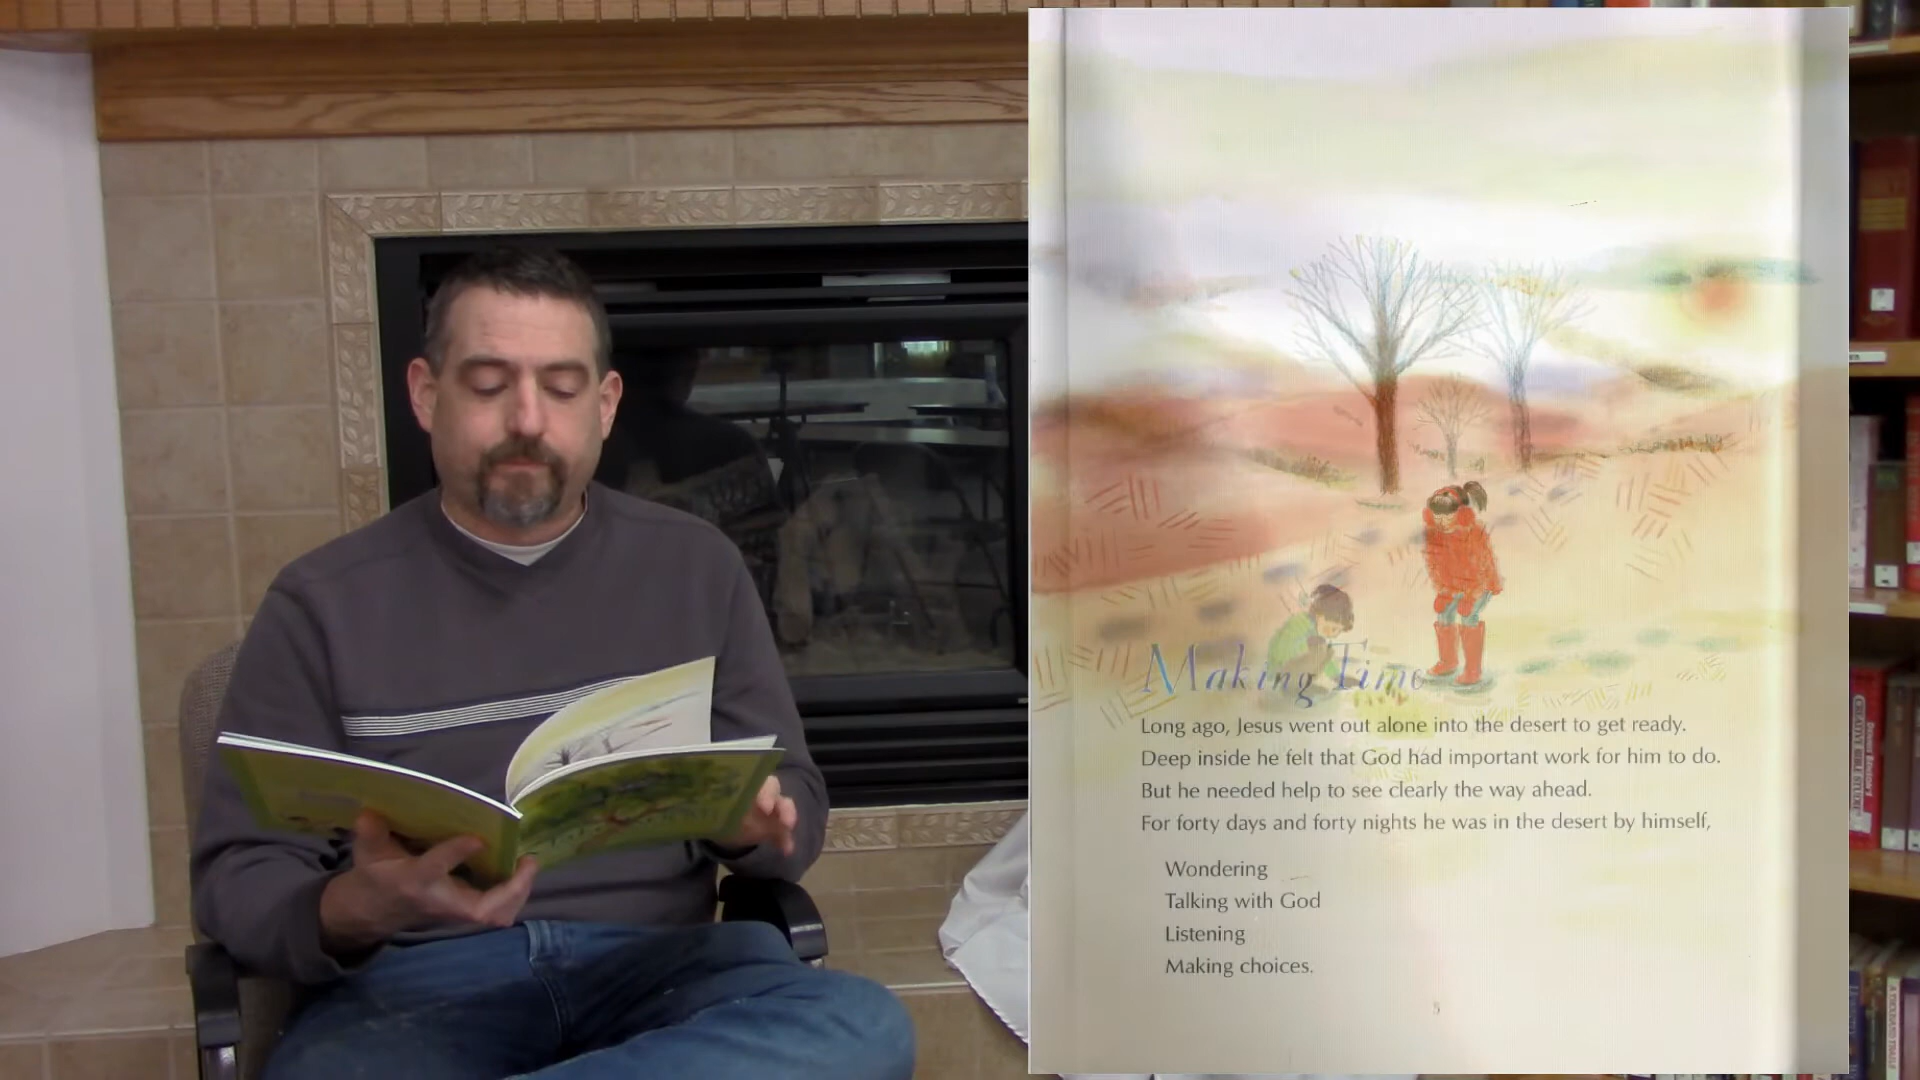 Making Time
Long ago, Jesus went out alone into the desert to get ready.
Deep inside he felt that God had important work for him to do.
But he needed help to see clearly the way ahead.
For forty days and forty nights he was in the desert by himself,
Wondering
Talking with God
Listening
Making choices.
5